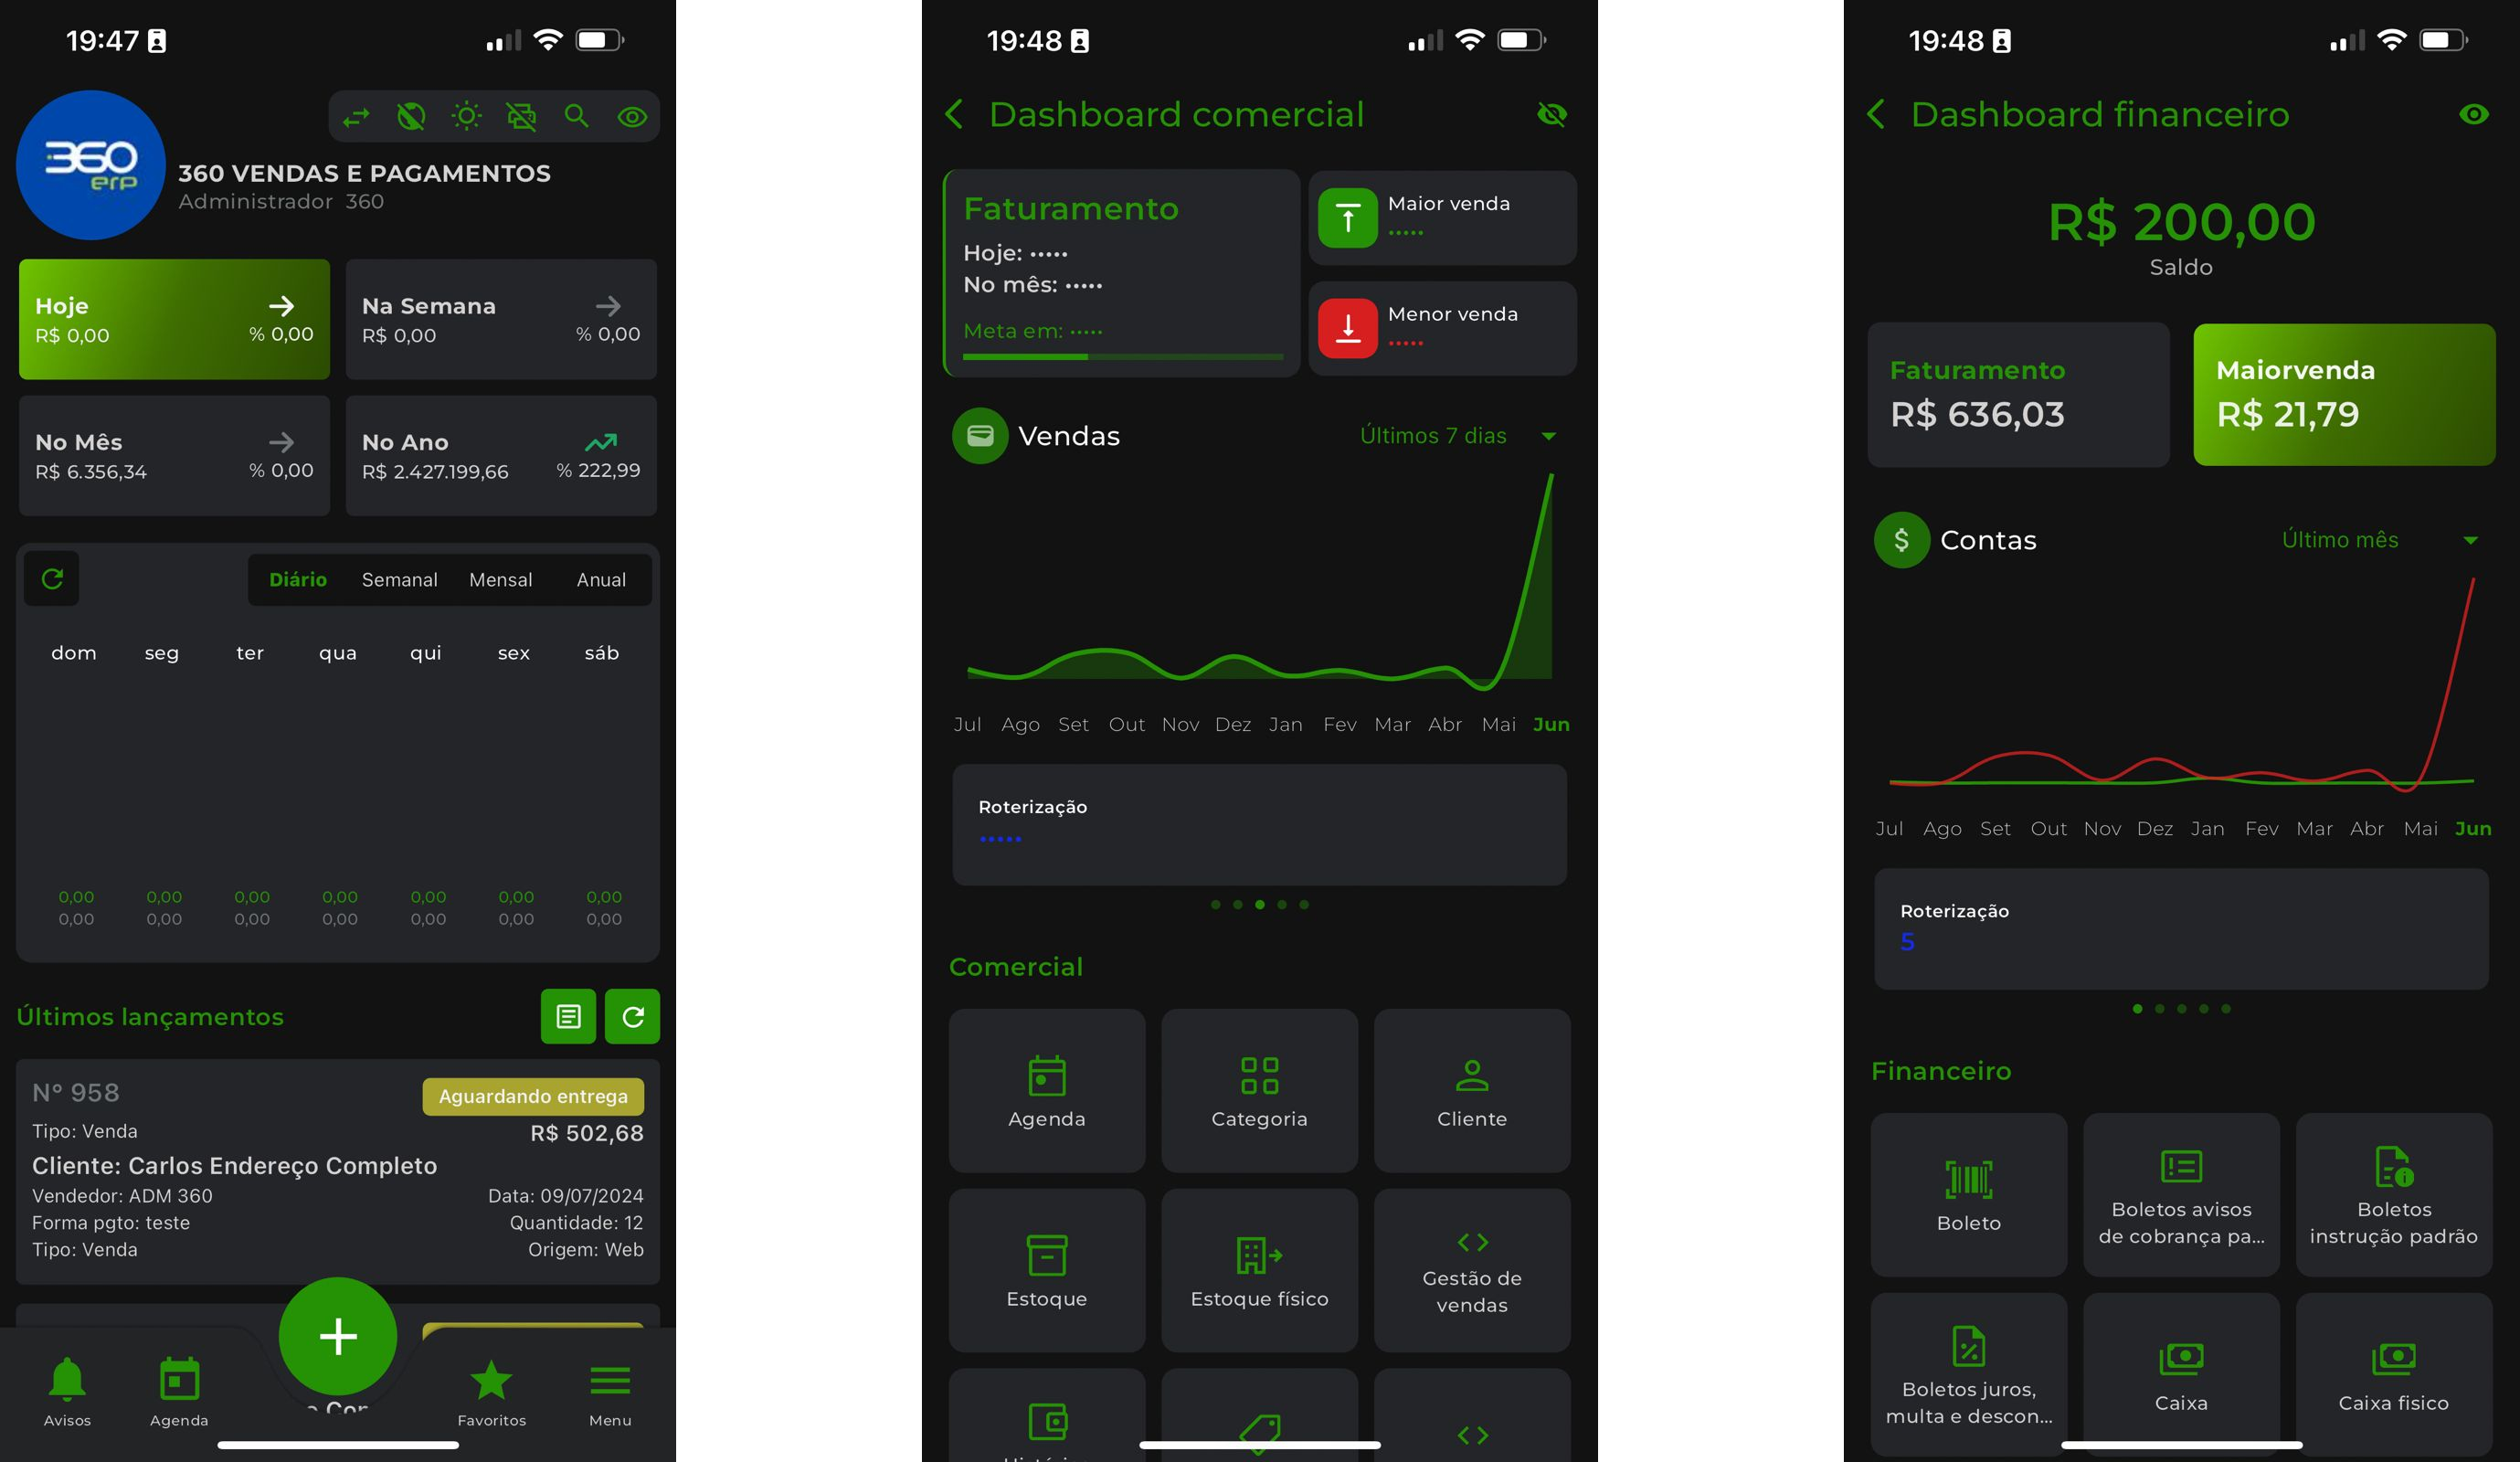 19:47
360
erp
360 VENDAS E PAGAMENTOS
Administrador 360
Hoje
R$ 0,00
% 0,00
Na Semana
R$ 0,00
% 0,00
No Mês
R$ 6.356,34
% 0,00
No Ano
R$ 2.427.199,66
% 222,99
Diário Semanal Mensal Anual
dom seg ter qua qui sex sáb
0,00 0,00 0,00 0,00 0,00 0,00 0,00
0,00 0,00 0,00 0,00 0,00 0,00 0,00
Últimos lançamentos
N° 958
Aguardando entrega
Tipo: Venda
R$ 502,68
Cliente: Carlos Endereço Completo
Vendedor: ADM 360
Data: 09/07/2024
Forma pgto: teste
Quantidade: 12
Tipo: Venda
Origem: Web
Avisos Agenda Favoritos Menu
19:48
Dashboard comercial
Faturamento
Hoje: •••••
No mês: •••••
Meta em: •••••
Maior venda
•••••
Menor venda
•••••
Vendas
Últimos 7 dias
Jul Ago Set Out Nov Dez Jan Fev Mar Abr Mai Jun
Roterização
•••••
Comercial
Agenda
Categoria
Cliente
Estoque
Estoque físico
Gestão de
vendas
19:48
Dashboard financeiro
R$ 200,00
Saldo
Faturamento
R$ 636,03
Maiorvenda
R$ 21,79
$
Contas
Último mês
Jul Ago Set Out Nov Dez Jan Fev Mar Abr Mai Jun
Roterização
5
Financeiro
Boleto
Boletos avisos
de cobrança pa...
Boletos
instrução padrão
Boletos juros,
multa e descon...
Caixa
Caixa fisico